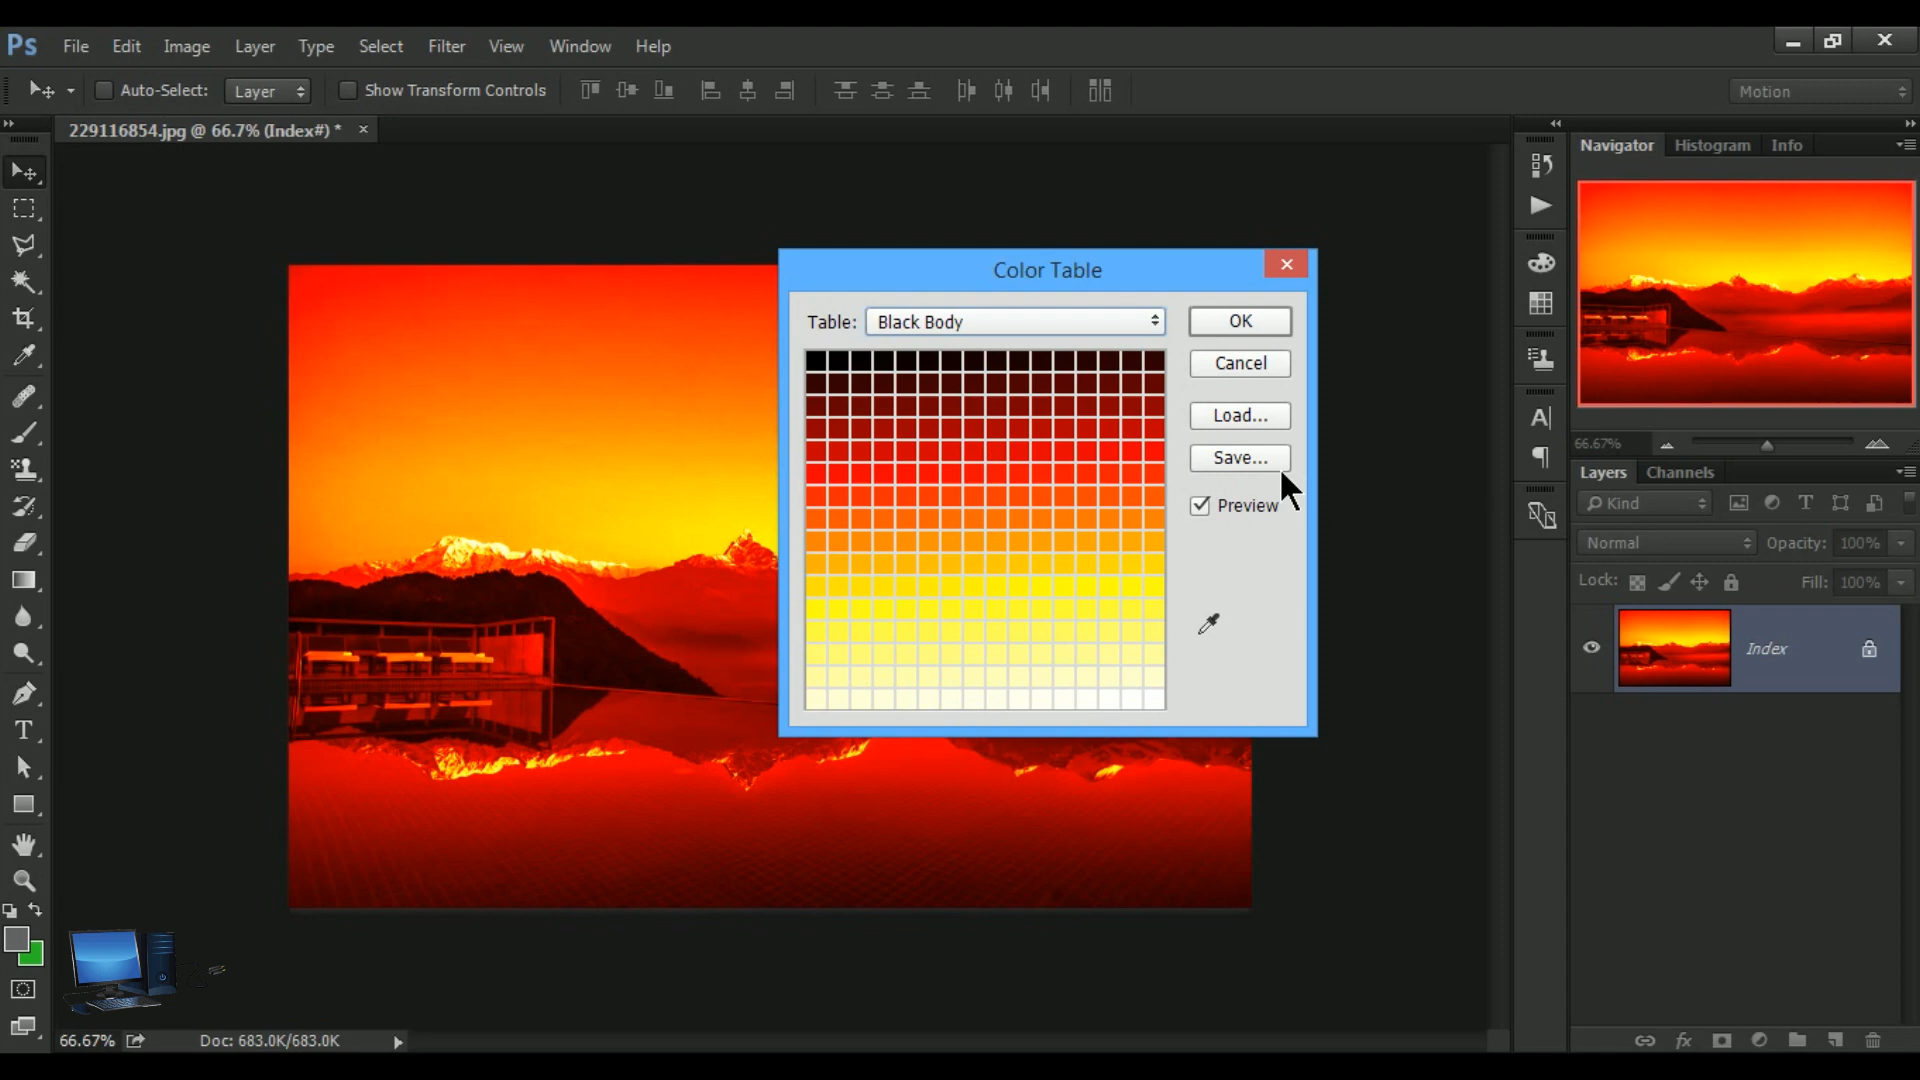 Ps File Edit Image Layer Type Select Filter View Window Help
Auto-Select: Layer Show Transform Controls Motion
229116854.jpg @ 66.7% (Index#) * ×
Navigator Histogram Info
Color Table
Table: Black Body OK
Cancel
Load...
Save...
Preview
66.67%
Layers Channels
Kind
Normal Opacity: 100%
Lock: Fill: 100%
Index
66.67% Doc: 683.0K/683.0K